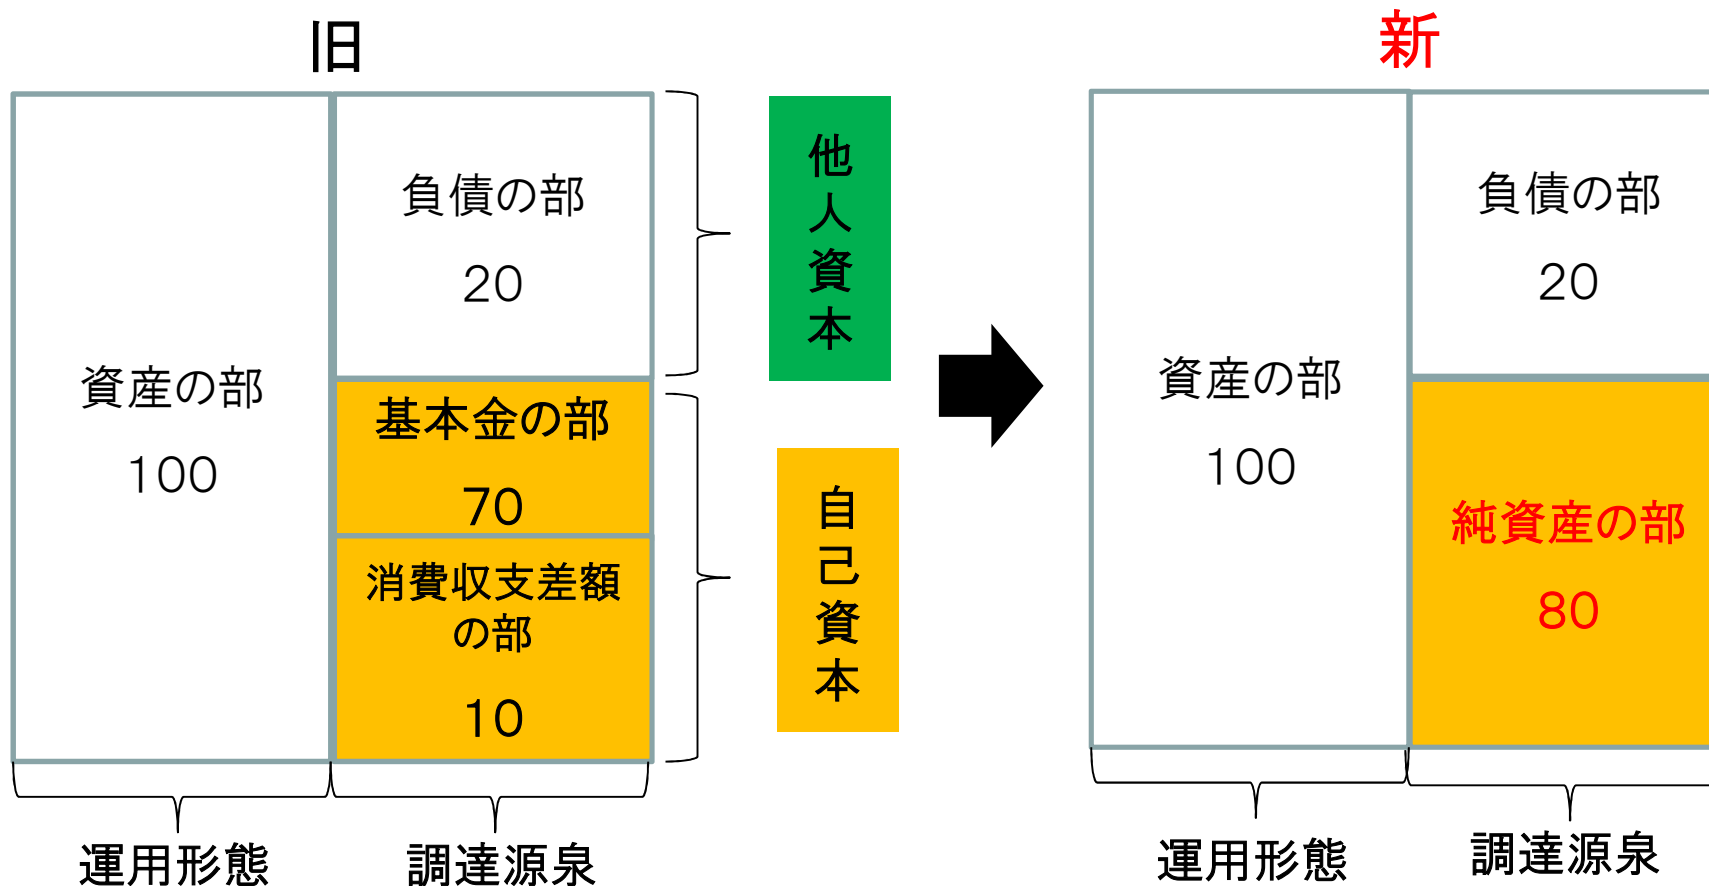 旧
資産の部
100
負債の部
20
基本金の部
70
消費収支差額
の部
10
他人資本
自己資本
運用形態
調達源泉
新
資産の部
100
負債の部
20
純資産の部
80
運用形態
調達源泉